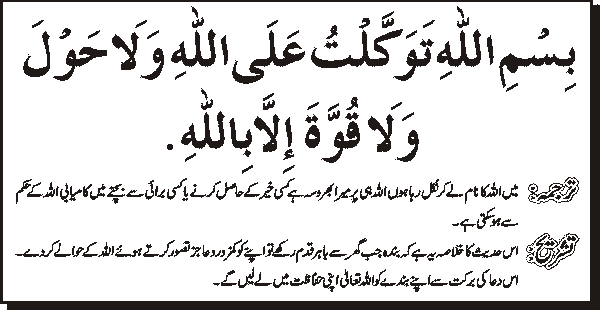 بِسْمِ اللّٰهِ تَوَكَّلْتُ عَلَى اللّٰهِ وَلَا حَوْلَ
وَلَا قُوَّةَ إِلَّا بِاللّٰهِ.
ترجمہ: میں اللہ کا نام لے کر نکل رہا ہوں اللہ ہی پر میرا بھروسہ ہے کسی خیر کے حاصل کرنے یا کسی برائی سے بچنے میں کامیابی اللہ کے حکم
سے ہو سکتی ہے۔
تشریح: اس حدیث کا خلاصہ یہ ہے کہ بندہ جب گھر سے باہر قدم رکھے تو اپنے کو کمزور و عاجز تصور کرتے ہوئے اللہ کے حوالے کر دے۔
اس دعا کی برکت سے اپنے بندے کو اللہ تعالیٰ اپنی حفاظت میں لے لیں گے۔